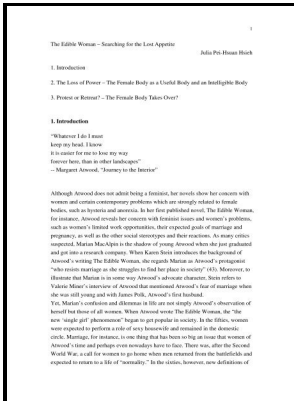 1
The Edible Woman – Searching for the Lost Appetite
Julia Pei-Hsuan Hsieh
1. Introduction
2. The Loss of Power – The Female Body as a Useful Body and an Intelligible Body
3. Protest or Retreat? – The Female Body Takes Over?
1. Introduction
"Whatever I do I must
keep my head. I know
it is easier for me to lose my way
forever here, than in other landscapes"
-- Margaret Atwood, "Journey to the Interior"
Although Atwood does not admit being a feminist, her novels show her concern with
women and certain contemporary problems which are strongly related to female
bodies, such as hysteria and anorexia. In her first published novel, The Edible Woman,
for instance, Atwood reveals her concern with feminist issues and women's problems,
such as women's limited work opportunities, their expected goals of marriage and
pregnancy, as well as the other social stereotypes and their reactions. As many critics
suspected, Marian MacAlpin is the shadow of young Atwood when she just graduated
and got into a research company. When Karen Stein introduces the background of
Atwood's writing The Edible Woman, she regards Marian as Atwood's protagonist
"who resists marriage as she struggles to find her place in society" (43). Moreover, to
illustrate that Marian is in some way Atwood's advocate character, Stein refers to
Valerie Miner's interview of Atwood that mentioned Atwood's fear of marriage when
she was still young and with James Polk, Atwood's first husband.
Yet, Marian's confusion and dilemmas in life are not simply Atwood's observation of
herself but those of all women. When Atwood wrote The Edible Woman, the "the
new 'single girl' phenomenon" began to get popular in society. In the fifties, women
were expected to perform a role of sexy housewife and remained in the domestic
circle. Marriage, for instance, is one thing that has been so big an issue that women of
Atwood's time and perhaps even nowadays have to face. There was, after the Second
World War, a call for women to go home when men returned from the battlefields and
expected to return to a life of "normality." In the sixties, however, new definitions of